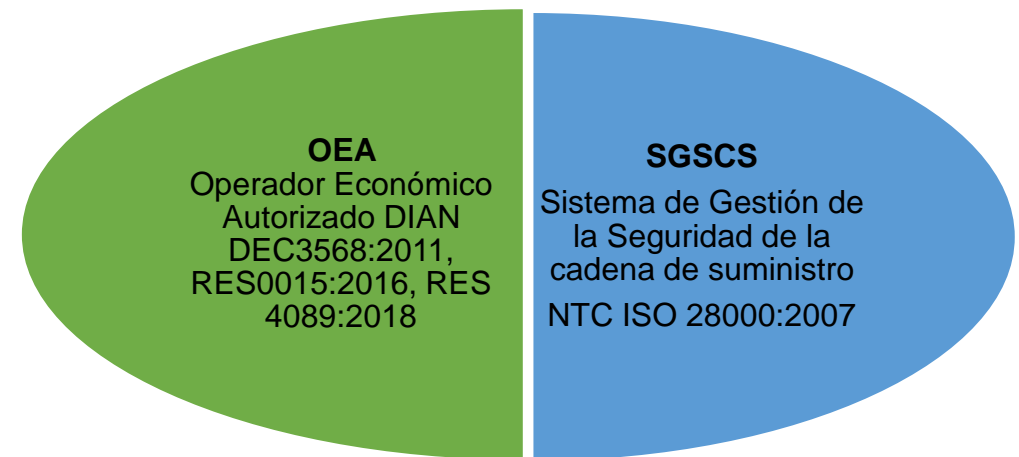 OEA
Operador Económico
Autorizado DIAN
DEC3568:2011,
RES0015:2016, RES
4089:2018
SGSCS
Sistema de Gestión de
la Seguridad de la
cadena de suministro
NTC ISO 28000:2007